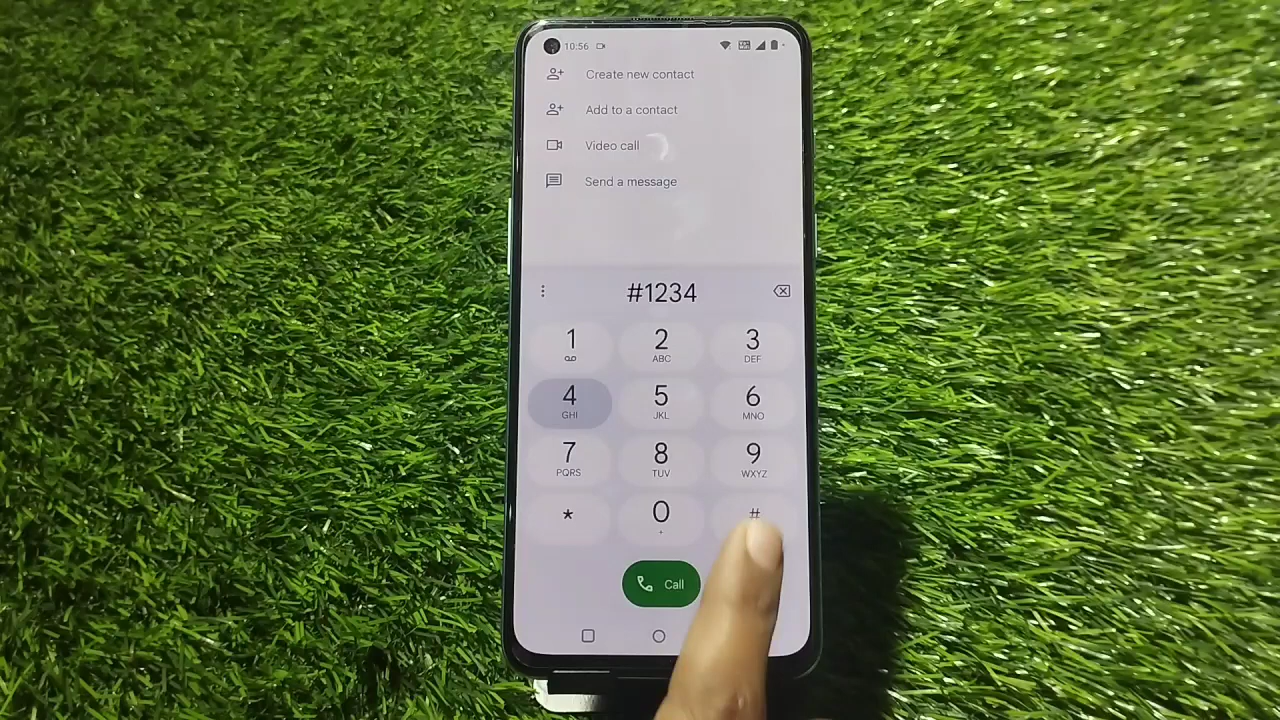 10:56
Create new contact
Add to a contact
Video call
Send a message
#1234
1 2 3
ABC DEF
4 5 6
GHI JKL MNO
7 8 9
PQRS TUV WXYZ
* 0 #
+
Call